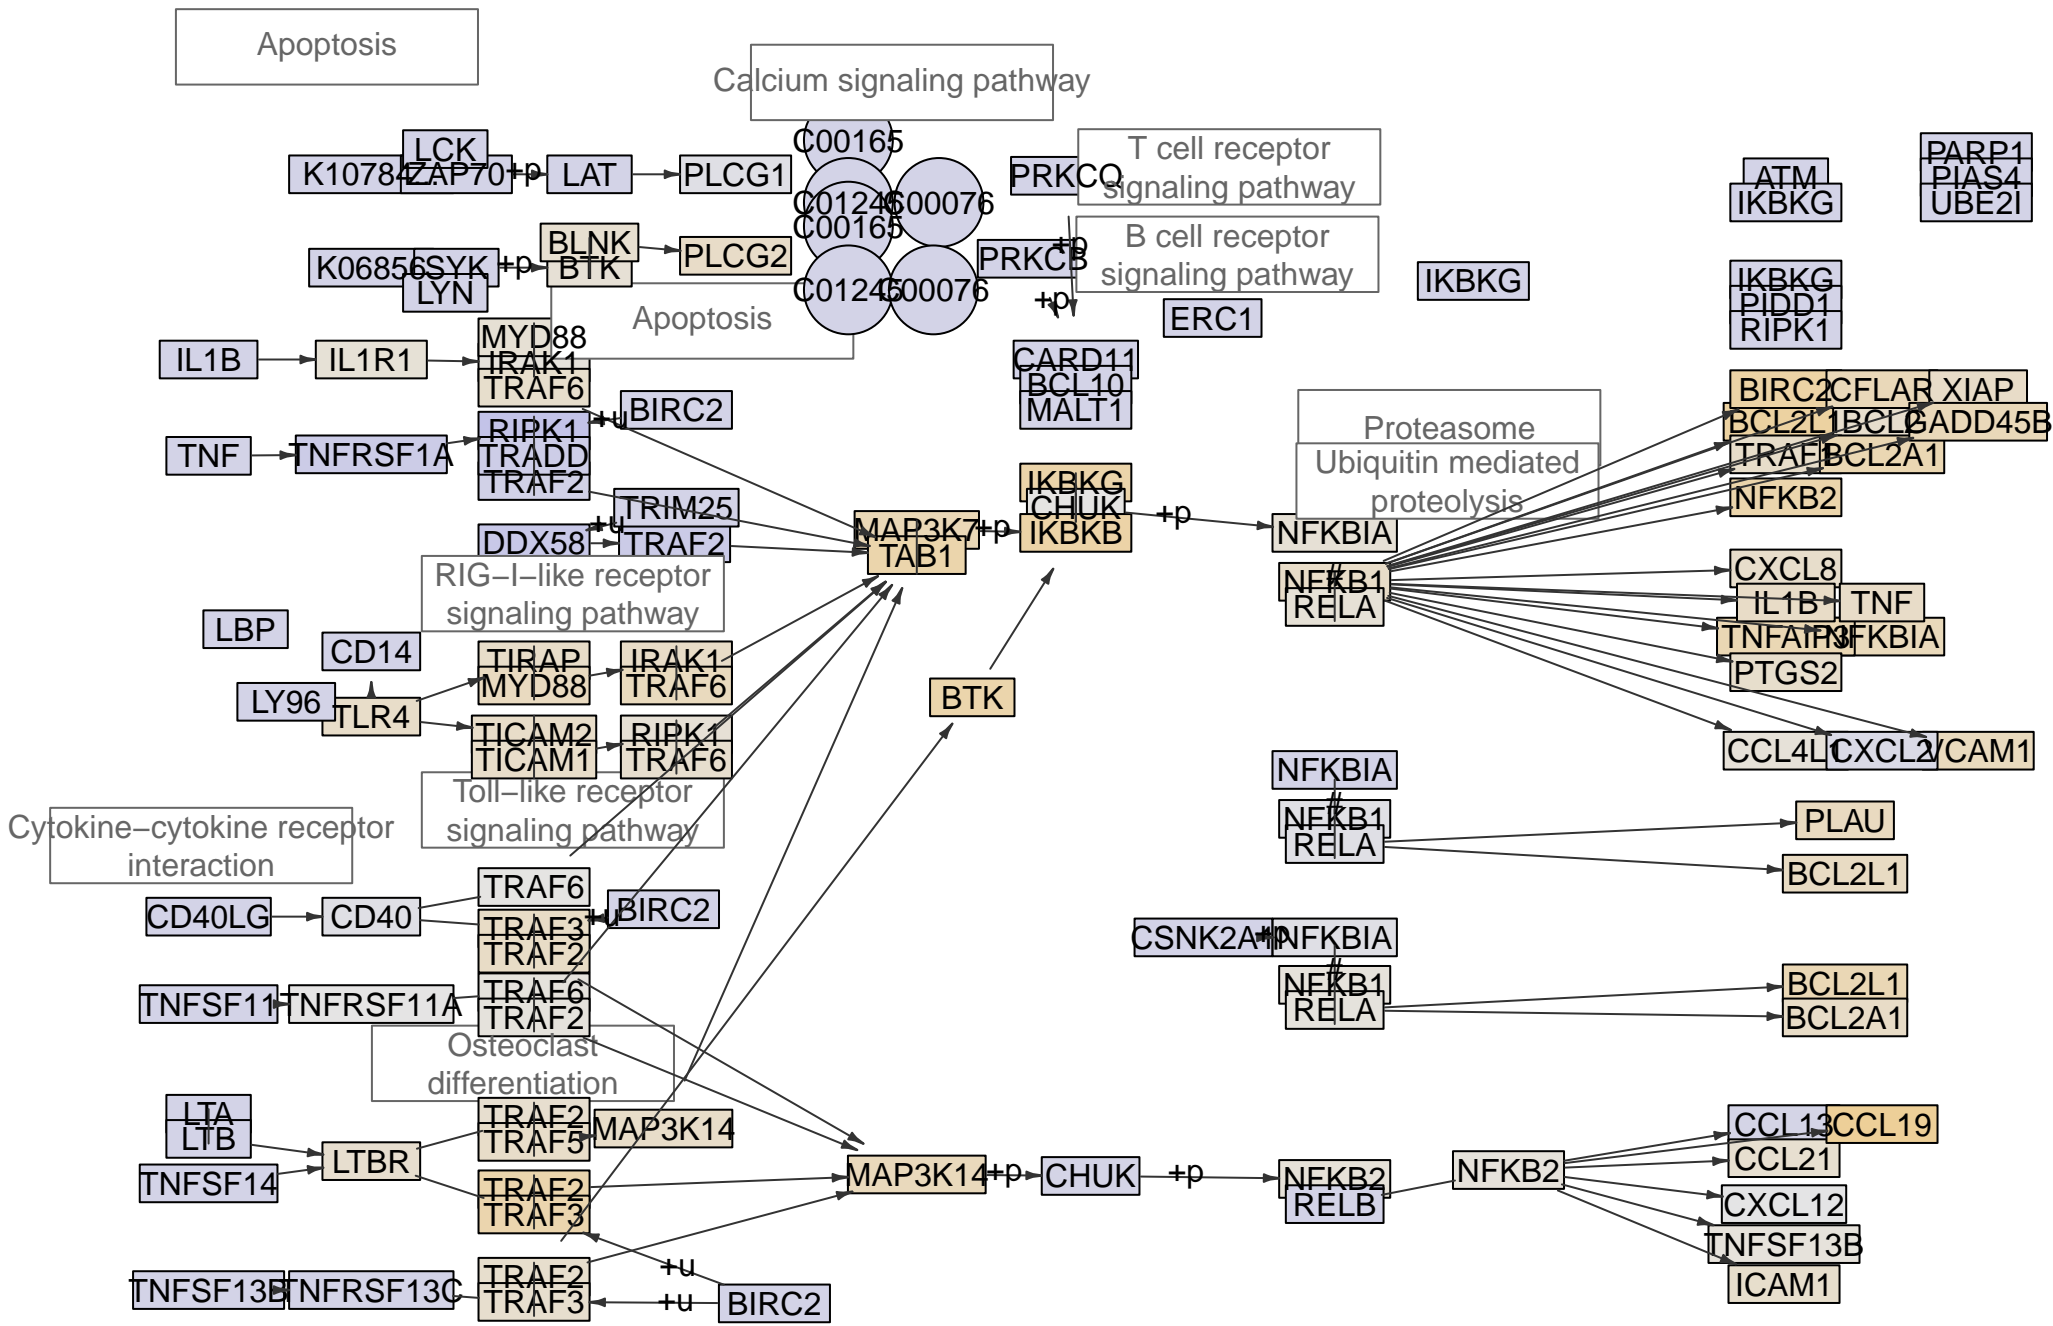 Apoptosis
Calcium signaling pathway
T cell receptor
signaling pathway
B cell receptor
signaling pathway
LCK
ZAP70
+p
LAT
PLCG1
C00165
C00076
C00165
C00076
PRKCQ
PRKCB
+p
+p
ATM
IKBKG
PARP1
PIAS4
UBE2I
SYK
LYN
+p
BLNK
BTK
PLCG2
Apoptosis
ERC1
IKBKG
IKBKG
PIDD1
RIPK1
IL1B
IL1R1
MYD88
IRAK1
TRAF6
CARD11
BCL10
MALT1
TNF
TNFRSF1A
RIPK1
TRADD
TRAF2
+u
BIRC2
Proteasome
Ubiquitin mediated
proteolysis
BIRC2
CFLAR
XIAP
BCL2L1
BCL2
GADD45B
TRAF1
BCL2A1
NFKB2
DDX58
+u
TRIM25
TRAF2
MAP3K7
TAB1
+p
IKBKG
CHUK
IKBKB
+p
NFKBIA
NFKB1
RELA
RIG–I–like receptor
signaling pathway
CXCL8
IL1B
TNF
TNFAIP3
NFKBIA
PTGS2
LBP
CD14
LY96
TLR4
TIRAP
MYD88
IRAK1
TRAF6
BTK
TICAM2
TICAM1
RIPK1
TRAF6
CCL4L1
CXCL2
VCAM1
Toll–like receptor
signaling pathway
NFKBIA
NFKB1
RELA
PLAU
BCL2L1
Cytokine–cytokine receptor
interaction
CD40LG
CD40
TRAF6
TRAF3
TRAF2
+u
BIRC2
+p
NFKBIA
NFKB1
RELA
BCL2L1
BCL2A1
TNFSF11
TNFRSF11A
TRAF6
TRAF2
Osteoclast
differentiation
LTA
LTB
TNFSF14
LTBR
TRAF2
TRAF5
MAP3K14
TRAF2
TRAF3
MAP3K14
+p
CHUK
+p
NFKB2
RELB
NFKB2
CCL13
CCL19
CCL21
CXCL12
TNFSF13B
ICAM1
TNFSF13B
TNFRSF13C
TRAF2
TRAF3
+u
+u
BIRC2